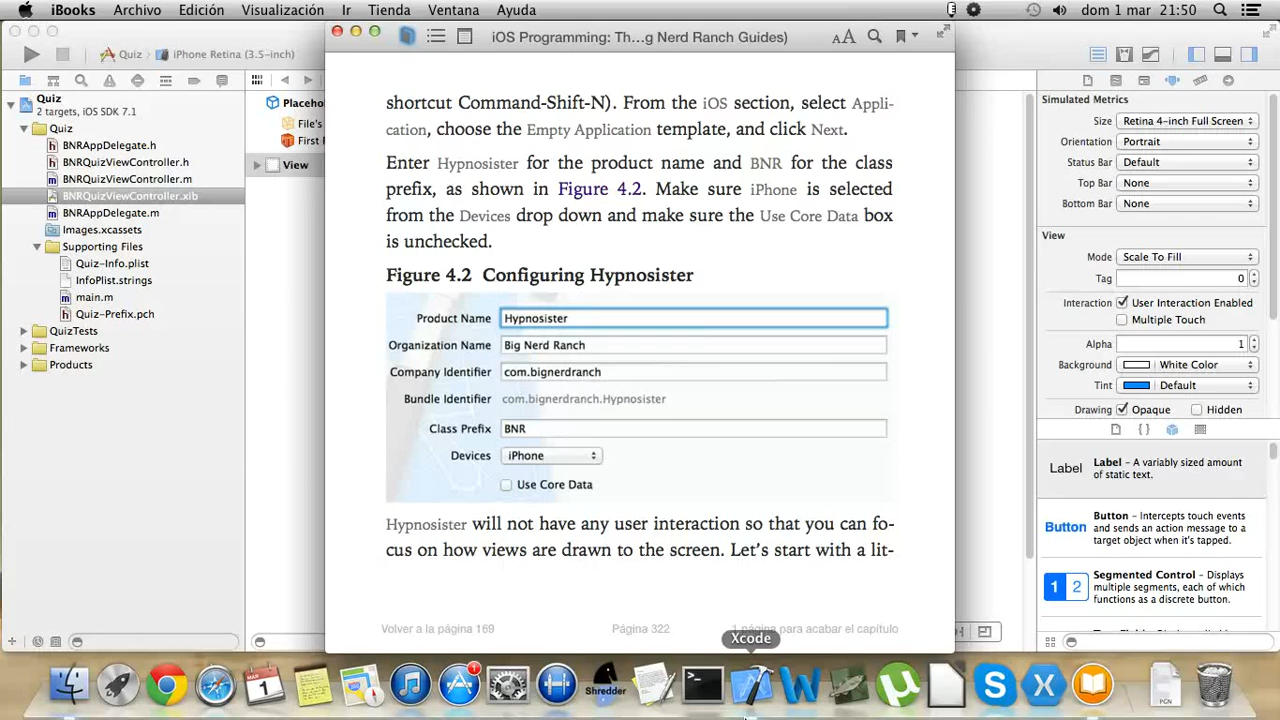 iBooks Archivo Edición Visualización Ir Tienda Ventana Ayuda dom 1 mar 21:50
iOS Programming: Th…g Nerd Ranch Guides)
AA
Quiz iPhone Retina (3.5-inch)
Quiz
2 targets, iOS SDK 7.1
Quiz
BNRAppDelegate.h
BNRQuizViewController.h
BNRQuizViewController.m
BNRQuizViewController.xib
BNRAppDelegate.m
Images.xcassets
Supporting Files
Quiz-Info.plist
InfoPlist.strings
main.m
Quiz-Prefix.pch
QuizTests
Frameworks
Products
Placeho
File's
First
View
shortcut Command-Shift-N). From the iOS section, select Appli-
cation, choose the Empty Application template, and click Next.
Enter Hypnosister for the product name and BNR for the class
prefix, as shown in Figure 4.2. Make sure iPhone is selected
from the Devices drop down and make sure the Use Core Data box
is unchecked.
Figure 4.2 Configuring Hypnosister
Product Name Hypnosister
Organization Name Big Nerd Ranch
Company Identifier com.bignerdranch
Bundle Identifier com.bignerdranch.Hypnosister
Class Prefix BNR
Devices iPhone
Use Core Data
Hypnosister will not have any user interaction so that you can fo-
cus on how views are drawn to the screen. Let's start with a lit-
Volver a la página 169 Página 322 1 página para acabar el capítulo
Simulated Metrics
Size Retina 4-inch Full Screen
Orientation Portrait
Status Bar Default
Top Bar None
Bottom Bar None
View
Mode Scale To Fill
Tag 0
Interaction User Interaction Enabled
Multiple Touch
Alpha 1
Background White Color
Tint Default
Drawing Opaque Hidden
Label Label – A variably sized amount
of static text.
Button Button – Intercepts touch events
and sends an action message to a
target object when it's tapped.
1 2 Segmented Control – Displays
multiple segments, each of which
functions as a discrete button.
Xcode
1
1
Shredder
PGN